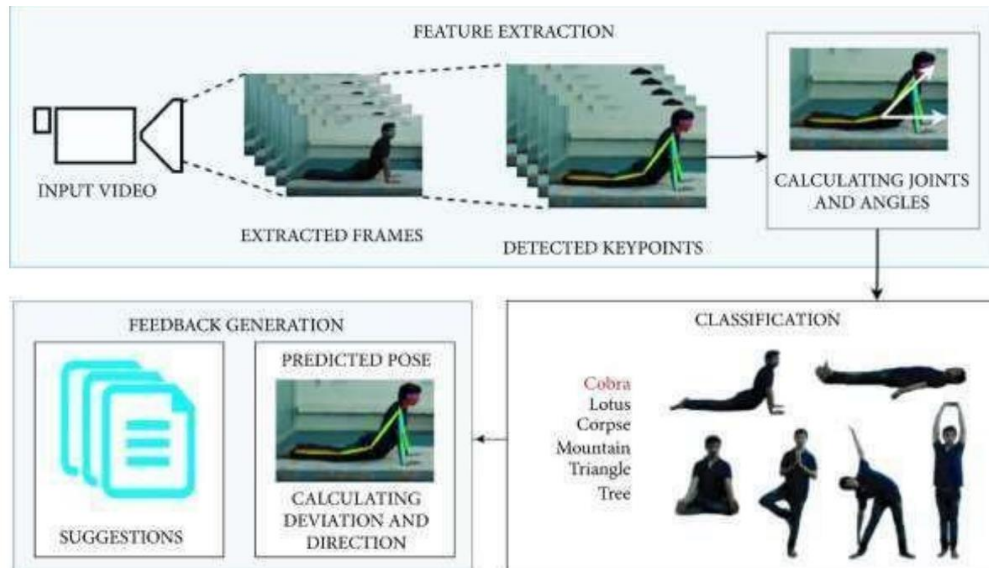 FEATURE EXTRACTION
INPUT VIDEO
EXTRACTED FRAMES
DETECTED KEYPOINTS
CALCULATING JOINTS
AND ANGLES
CLASSIFICATION
Cobra
Lotus
Corpse
Mountain
Triangle
Tree
FEEDBACK GENERATION
SUGGESTIONS
PREDICTED POSE
CALCULATING
DEVIATION AND
DIRECTION